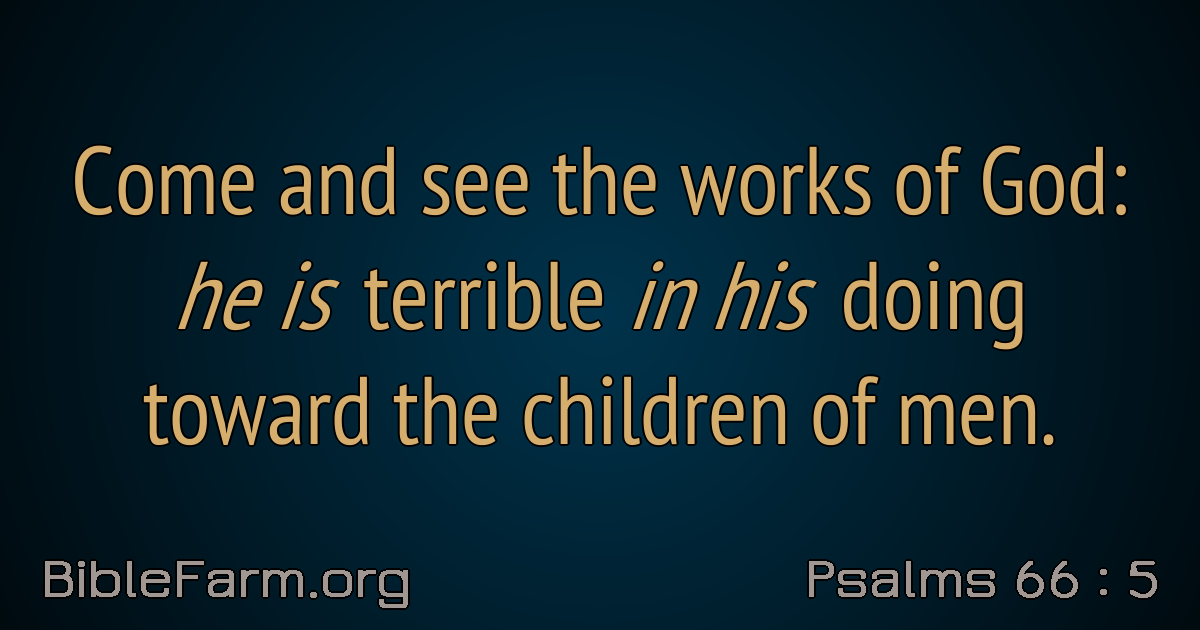 Come and see the works of God:
he is terrible in his doing
toward the children of men.
BibleFarm.org
Psalms 66 : 5